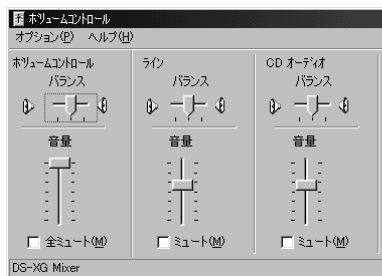 ボリュームコントロール
オプション(P) ヘルプ(H)
ボリュームコントロール ライン CD オーディオ
バランス バランス バランス
音量 音量 音量
全ミュート(M) ミュート(M) ミュート(M)
DS-XG Mixer